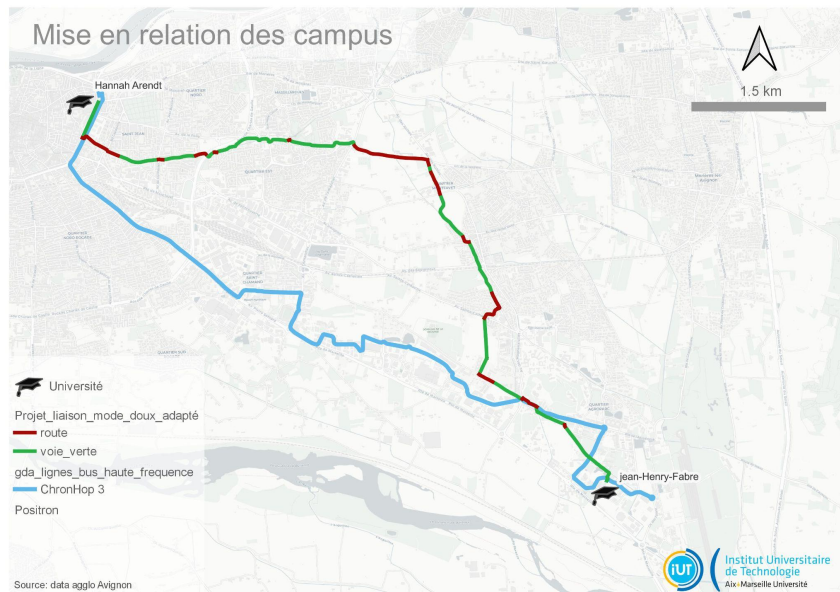 Mise en relation des campus
1.5 km
Hannah Arendt
jean-Henry-Fabre
Université
Projet_liaison_mode_doux_adapté
route
voie_verte
gda_lignes_bus_haute_frequence
ChronHop 3
Positron
Source: data agglo Avignon
iUT
Institut Universitaire
de Technologie
Aix*Marseille Université